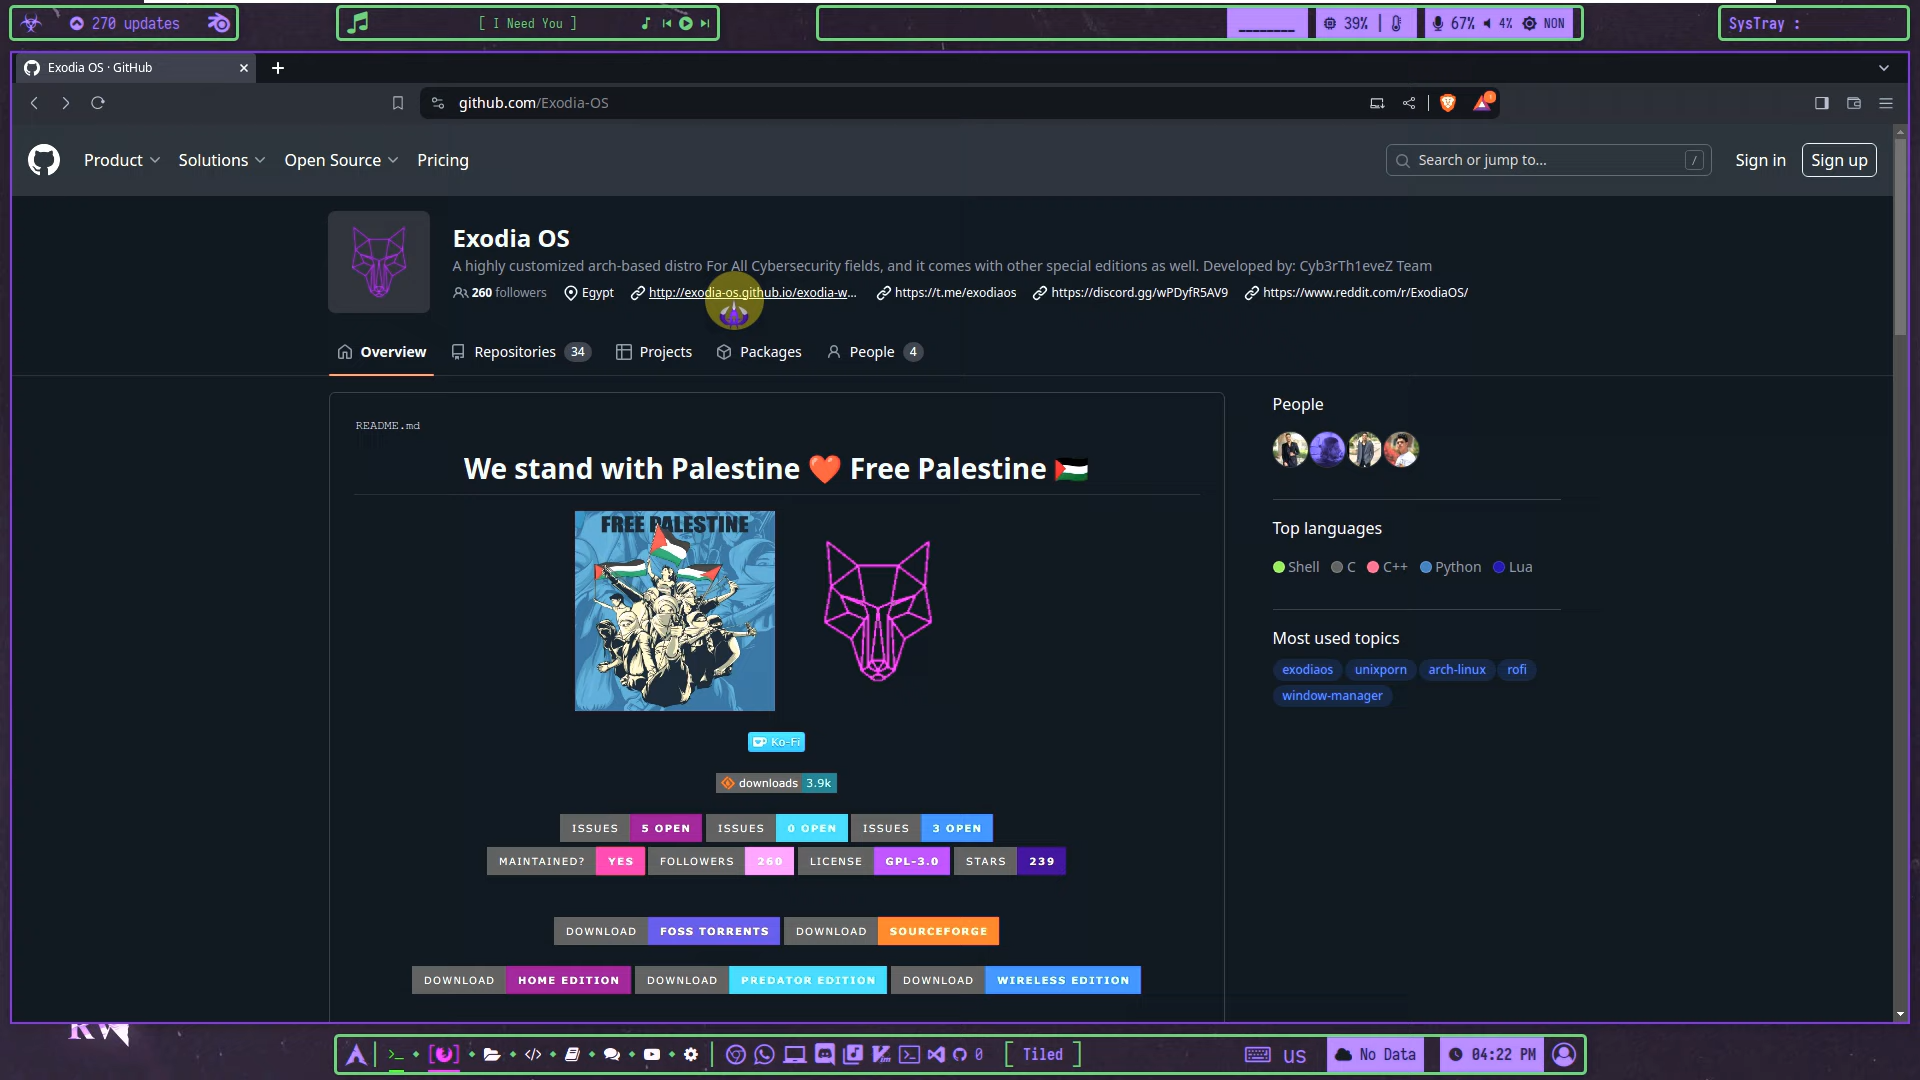 270 updates
[ I Need You ]
39% |
67% 4% NON
SysTray :
Exodia OS · GitHub
github.com/Exodia-OS
Product
Solutions
Open Source
Pricing
Search or jump to...
/
Sign in
Sign up
Exodia OS
A highly customized arch-based distro For All Cybersecurity fields, and it comes with other special editions as well. Developed by: Cyb3rTh1eveZ Team
260 followers
Egypt
http://exodia-os.github.io/exodia-w...
https://t.me/exodiaos
https://discord.gg/wPDyfR5AV9
https://www.reddit.com/r/ExodiaOS/
Overview
Repositories 34
Projects
Packages
People 4
README.md
We stand with Palestine ❤️ Free Palestine 🇵🇸
FREE PALESTINE
Ko-Fi
downloads 3.9k
ISSUES 5 OPEN
ISSUES 0 OPEN
ISSUES 3 OPEN
MAINTAINED? YES
FOLLOWERS 260
LICENSE GPL-3.0
STARS 239
DOWNLOAD FOSS TORRENTS
DOWNLOAD SOURCEFORGE
DOWNLOAD HOME EDITION
DOWNLOAD PREDATOR EDITION
DOWNLOAD WIRELESS EDITION
People
Top languages
Shell C C++ Python Lua
Most used topics
exodiaos unixporn arch-linux rofi
window-manager
0
[ Tiled ]
us
No Data
04:22 PM